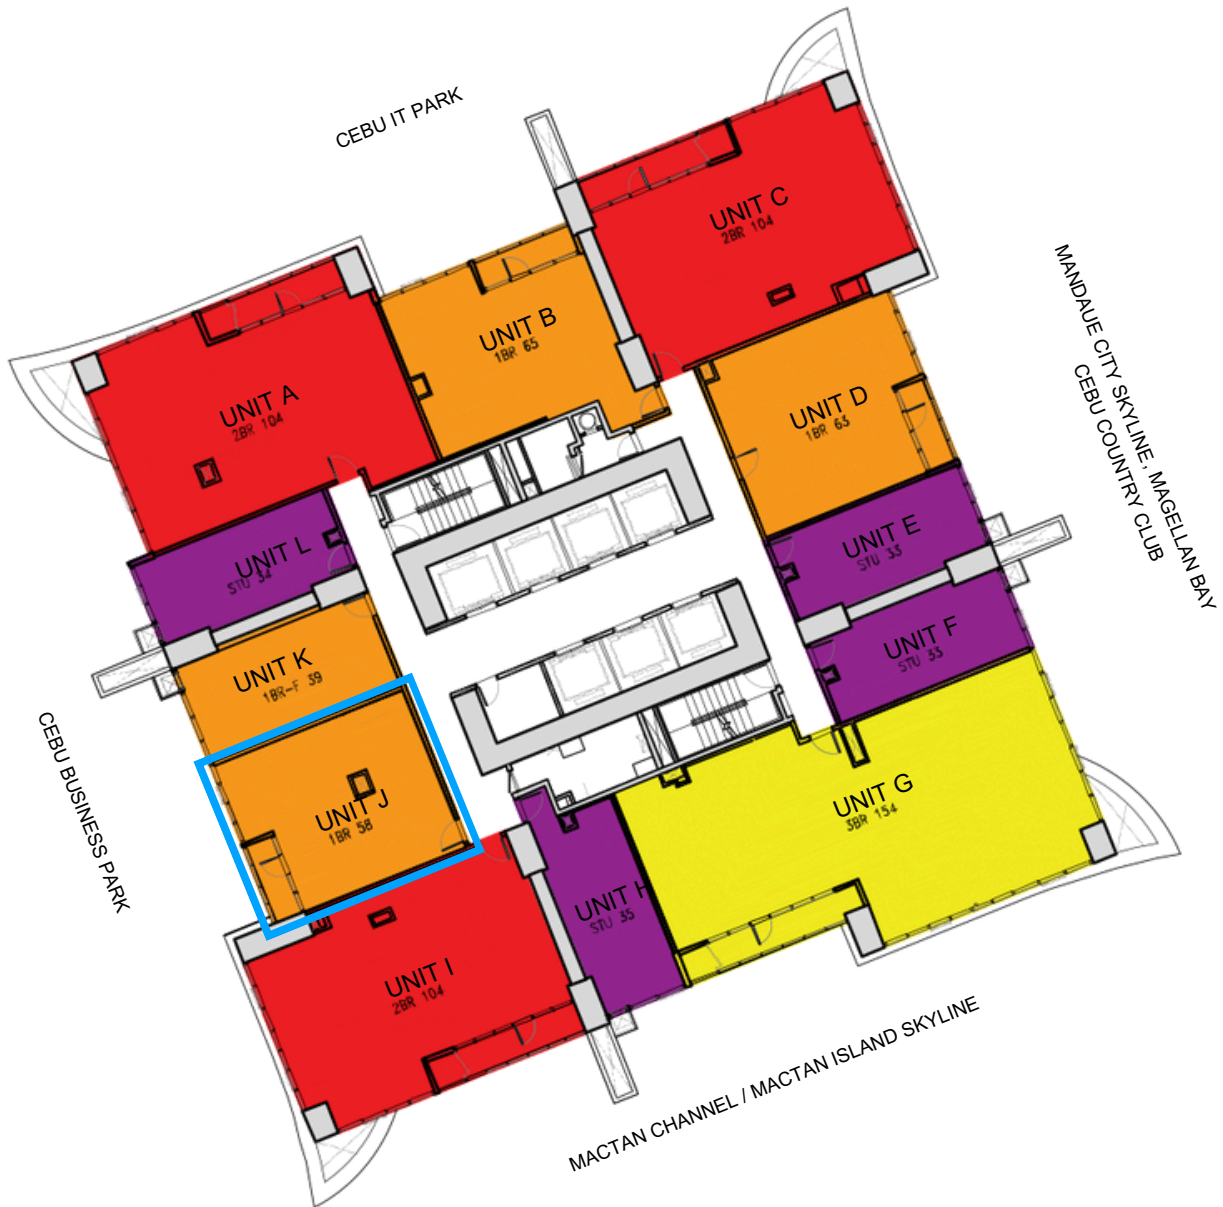 CEBU IT PARK
UNIT C
2BR 104
UNIT B
1BR 65
UNIT A
2BR 104
UNIT D
1BR 63
MANDAUE CITY SKYLINE, MAGELLAN BAY
CEBU COUNTRY CLUB
UNIT E
STU 33
UNIT L
STU 34
UNIT F
STU 33
UNIT K
1BR-F 39
UNIT J
1BR 58
UNIT G
3BR 154
CEBU BUSINESS PARK
UNIT H
STU 35
UNIT I
2BR 104
MACTAN CHANNEL / MACTAN ISLAND SKYLINE